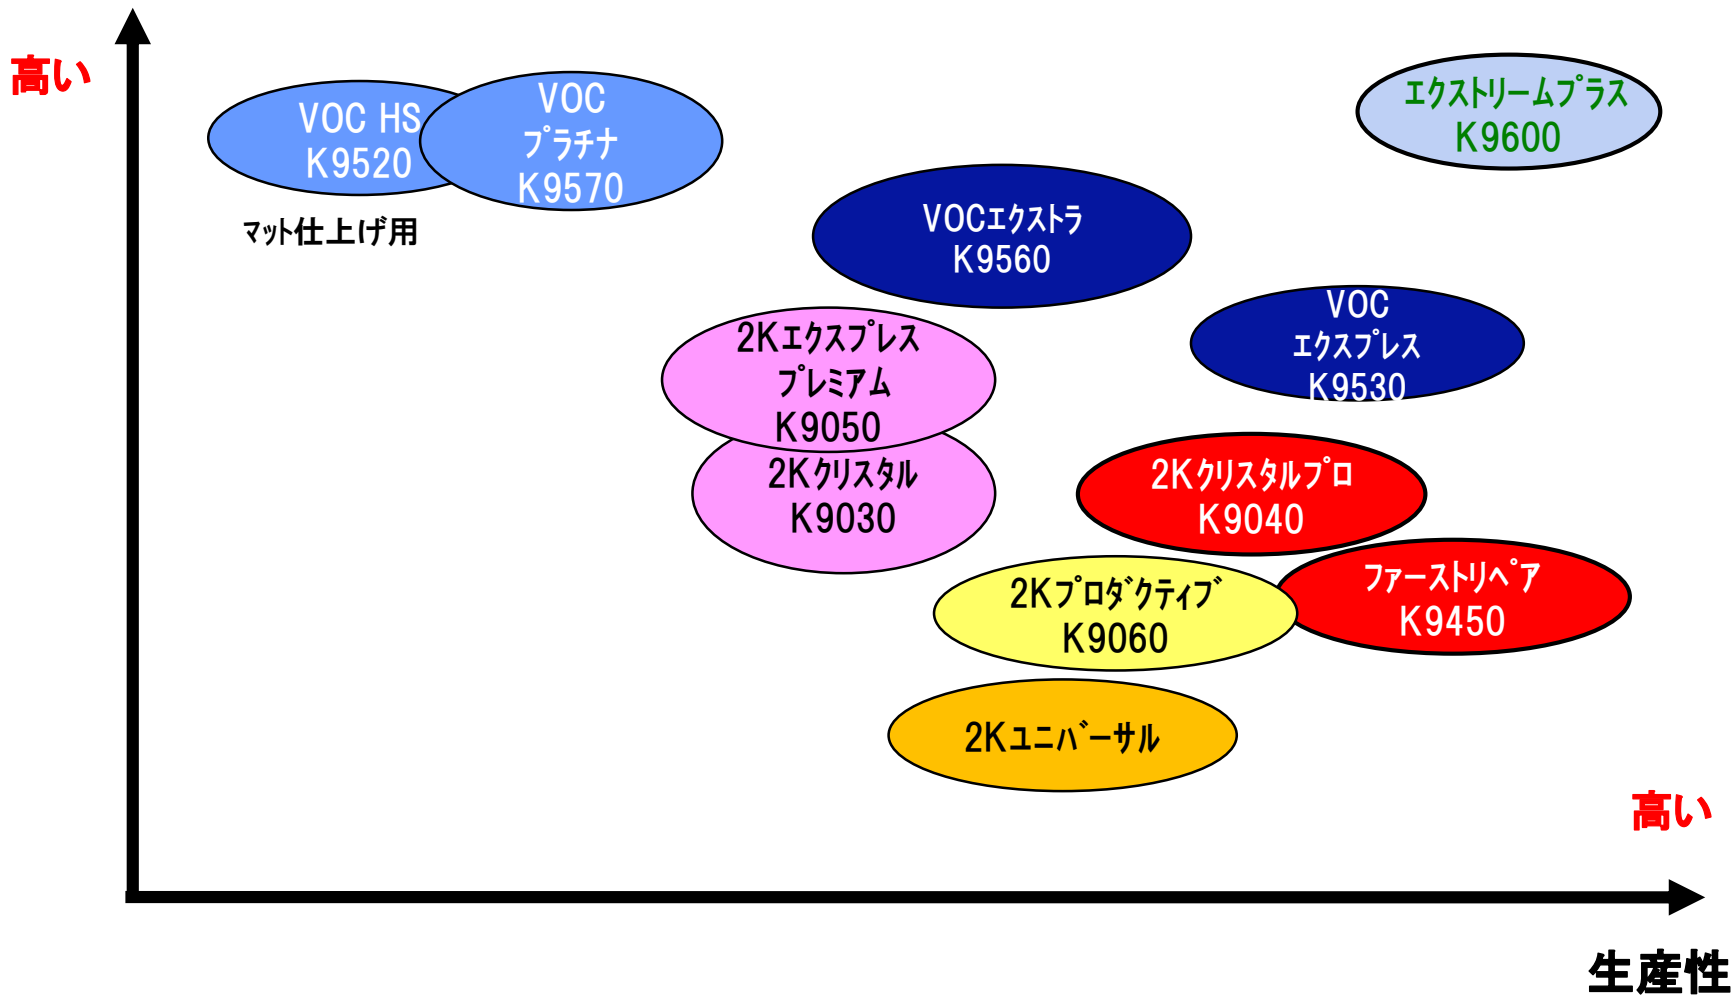 高い
VOC HS
K9520
VOC
プラチナ
K9570
マット仕上げ用
エクストリームプラス
K9600
VOCエクストラ
K9560
VOC
エクスプレス
K9530
2Kエクスプレス
プレミアム
K9050
2Kクリスタル
K9030
2Kクリスタルプロ
K9040
ファーストリペア
K9450
2Kプロダクティブ
K9060
2Kユニバーサル
高い
生産性